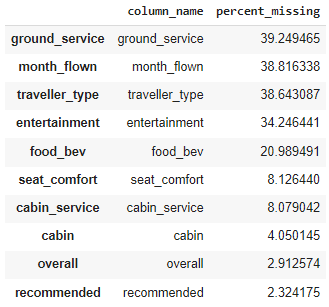 column_name percent_missing
ground_service ground_service 39.249465
month_flown month_flown 38.816338
traveller_type traveller_type 38.643087
entertainment entertainment 34.246441
food_bev food_bev 20.989491
seat_comfort seat_comfort 8.126440
cabin_service cabin_service 8.079042
cabin cabin 4.050145
overall overall 2.912574
recommended recommended 2.324175